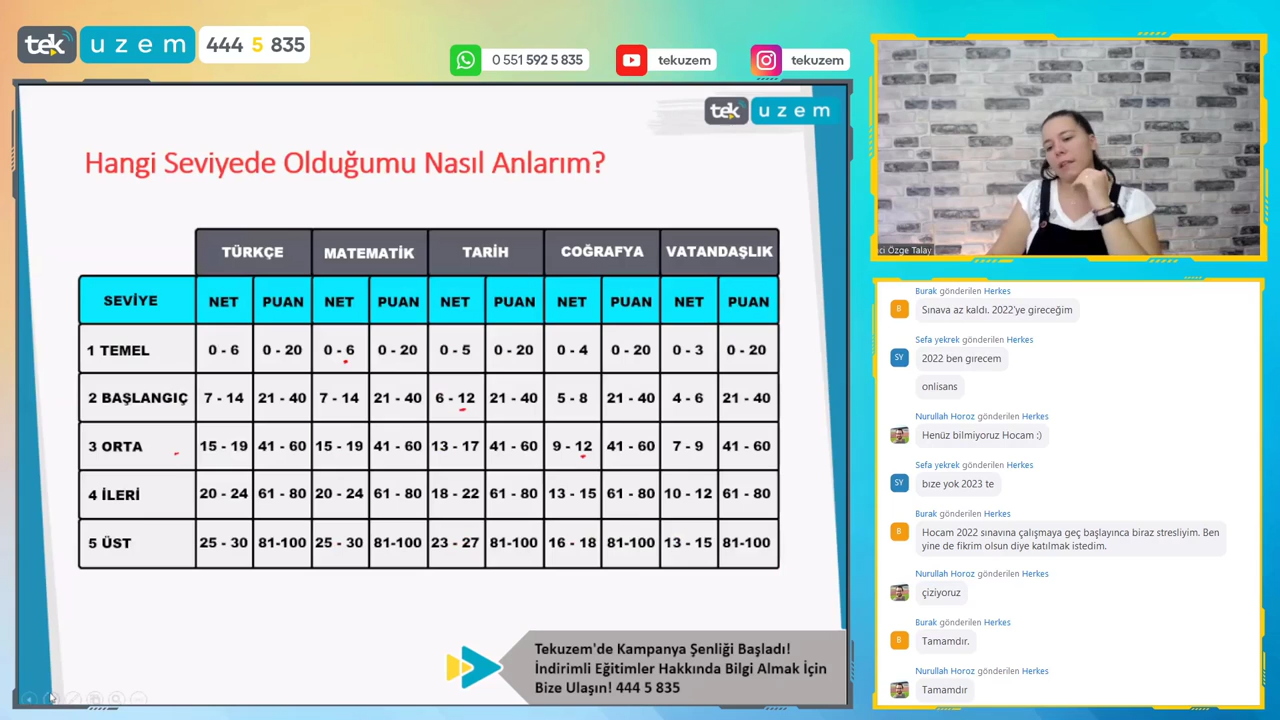 tek uzem 444 5 835
0 551 592 5 835
tekuzem
tekuzem
tek uzem
Hangi Seviyede Olduğumu Nasıl Anlarım?
TÜRKÇE MATEMATİK TARİH COĞRAFYA VATANDAŞLIK
SEVİYE NET PUAN NET PUAN NET PUAN NET PUAN NET PUAN
1 TEMEL 0 - 6 0 - 20 0 - 6 0 - 20 0 - 5 0 - 20 0 - 4 0 - 20 0 - 3 0 - 20
2 BAŞLANGIÇ 7 - 14 21 - 40 7 - 14 21 - 40 6 - 12 21 - 40 5 - 8 21 - 40 4 - 6 21 - 40
3 ORTA 15 - 19 41 - 60 15 - 19 41 - 60 13 - 17 41 - 60 9 - 12 41 - 60 7 - 9 41 - 60
4 İLERİ 20 - 24 61 - 80 20 - 24 61 - 80 18 - 22 61 - 80 13 - 15 61 - 80 10 - 12 61 - 80
5 ÜST 25 - 30 81-100 25 - 30 81-100 23 - 27 81-100 16 - 18 81-100 13 - 15 81-100
Tekuzem'de Kampanya Şenliği Başladı!
İndirimli Eğitimler Hakkında Bilgi Almak İçin
Bize Ulaşın! 444 5 835
ci Özge Talay
Burak gönderilen Herkes
B
Sınava az kaldı. 2022'ye gireceğim
Sefa yekrek gönderilen Herkes
SY
2022 ben gırecem
onlisans
Nurullah Horoz gönderilen Herkes
Henüz bilmiyoruz Hocam :)
Sefa yekrek gönderilen Herkes
SY
bıze yok 2023 te
Burak gönderilen Herkes
B
Hocam 2022 sınavına çalışmaya geç başlayınca biraz stresliyim. Ben
yine de fikrim olsun diye katılmak istedim.
Nurullah Horoz gönderilen Herkes
çiziyoruz
Burak gönderilen Herkes
B
Tamamdır.
Nurullah Horoz gönderilen Herkes
Tamamdır